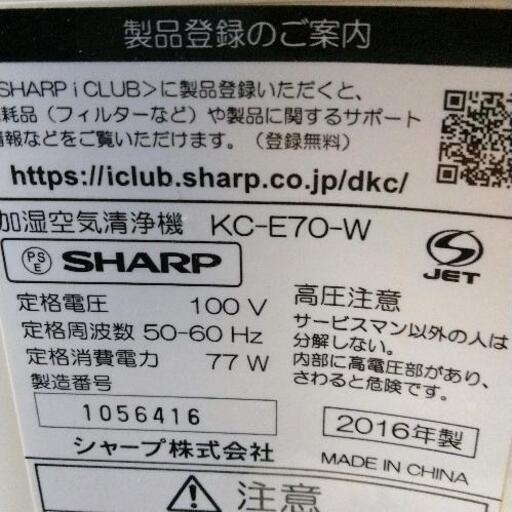 製品登録のご案内
SHARP i CLUB>に製品登録いただくと、
耗品（フィルターなど）や製品に関するサポート
情報などをご覧いただけます。（登録無料）
https://iclub.sharp.co.jp/dkc/
加湿空気清浄機 KC-E70-W
PS E SHARP
S JET
定格電圧 100 V
定格周波数 50-60 Hz
定格消費電力 77 W
製造番号
1056416
シャープ株式会社
高圧注意
サービスマン以外の人は
分解しない。
内部に高電圧部があり、
さわると危険です。
2016年製
MADE IN CHINA
注意